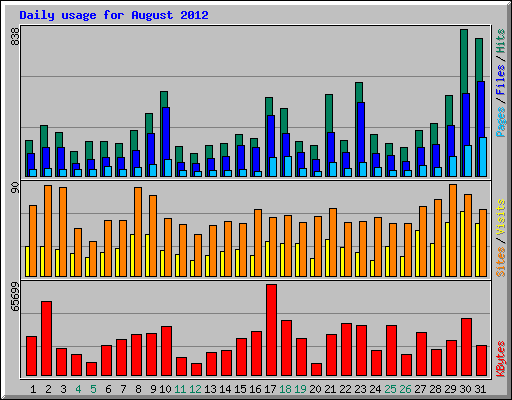 Daily usage for August 2012
838
Pages / Files / Hits
90
Sites / Visits
65699
KBytes
1 2 3 4 5 6 7 8 9 10 11 12 13 14 15 16 17 18 19 20 21 22 23 24 25 26 27 28 29 30 31